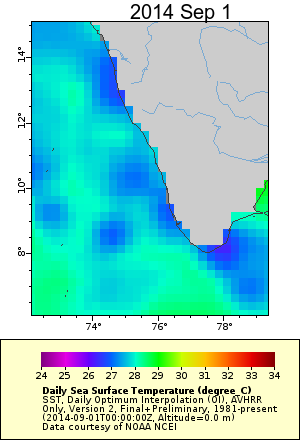 2014 Sep 1
14°
12°
10°
8°
74° 76° 78°
24 25 26 27 28 29 30 31 32 33 34
Daily Sea Surface Temperature (degree_C)
SST, Daily Optimum Interpolation (OI), AVHRR
Only, Version 2, Final+Preliminary, 1981-present
(2014-09-01T00:00:00Z, Altitude=0.0 m)
Data courtesy of NOAA NCEI